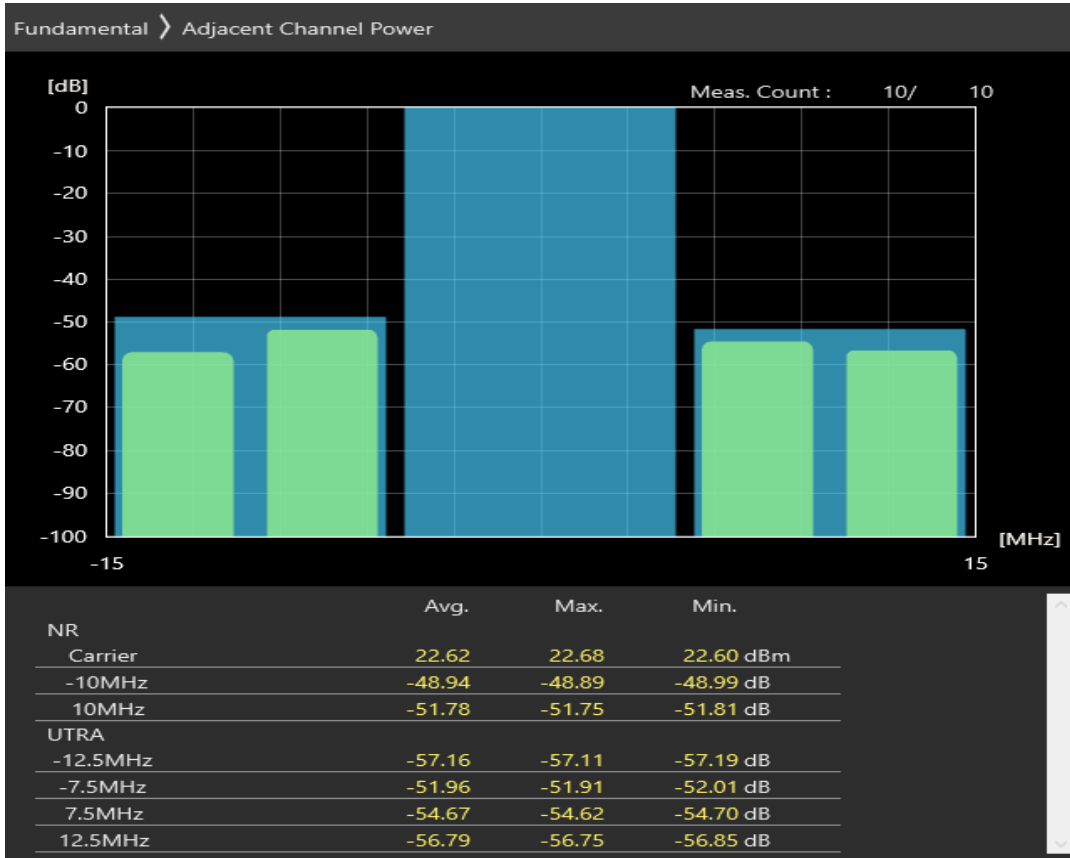 Fundamental ❯ Adjacent Channel Power
[dB]
Meas. Count : 10/ 10
0
-10
-20
-30
-40
-50
-60
-70
-80
-90
-100
[MHz]
-15 15
Avg. Max. Min.
NR
Carrier 22.62 22.68 22.60 dBm
-10MHz -48.94 -48.89 -48.99 dB
10MHz -51.78 -51.75 -51.81 dB
UTRA
-12.5MHz -57.16 -57.11 -57.19 dB
-7.5MHz -51.96 -51.91 -52.01 dB
7.5MHz -54.67 -54.62 -54.70 dB
12.5MHz -56.79 -56.75 -56.85 dB